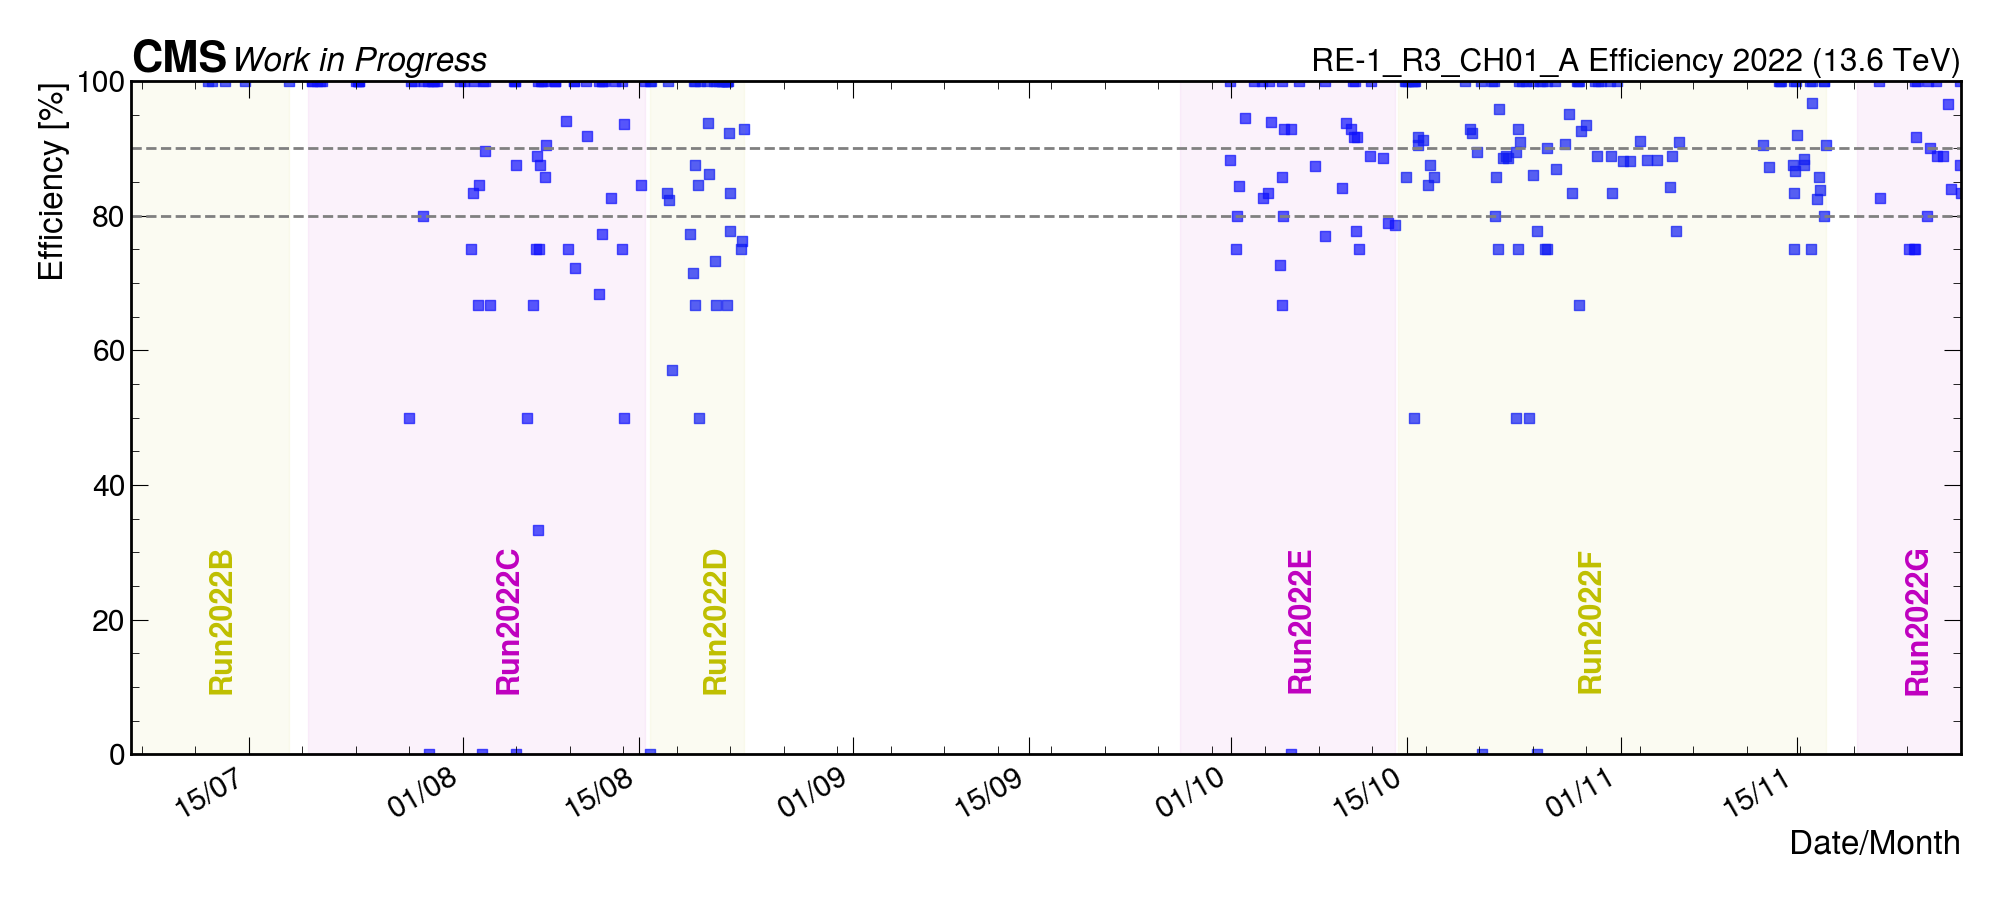 CMS Work in Progress
RE-1_R3_CH01_A Efficiency 2022 (13.6 TeV)
Efficiency [%]
100
80
60
40
20
0
Run2022B
Run2022C
Run2022D
Run2022E
Run2022F
Run2022G
15/07
01/08
15/08
01/09
15/09
01/10
15/10
01/11
15/11
Date/Month